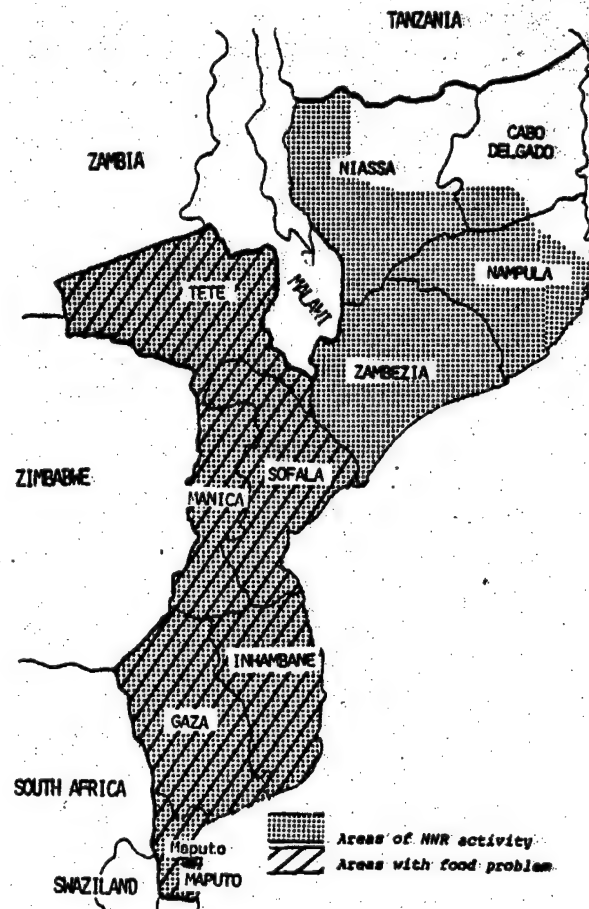 TANZANIA
ZAMBIA
CABO
DELGADO
NIASSA
NAMPULA
TETE
MALAWI
ZAMBEZIA
ZIMBABWE
SOFALA
MANICA
INHAMBANE
GAZA
SOUTH AFRICA
Areas of MNR activity
Maputo
Areas with food problem
MAPUTO
SWAZILAND